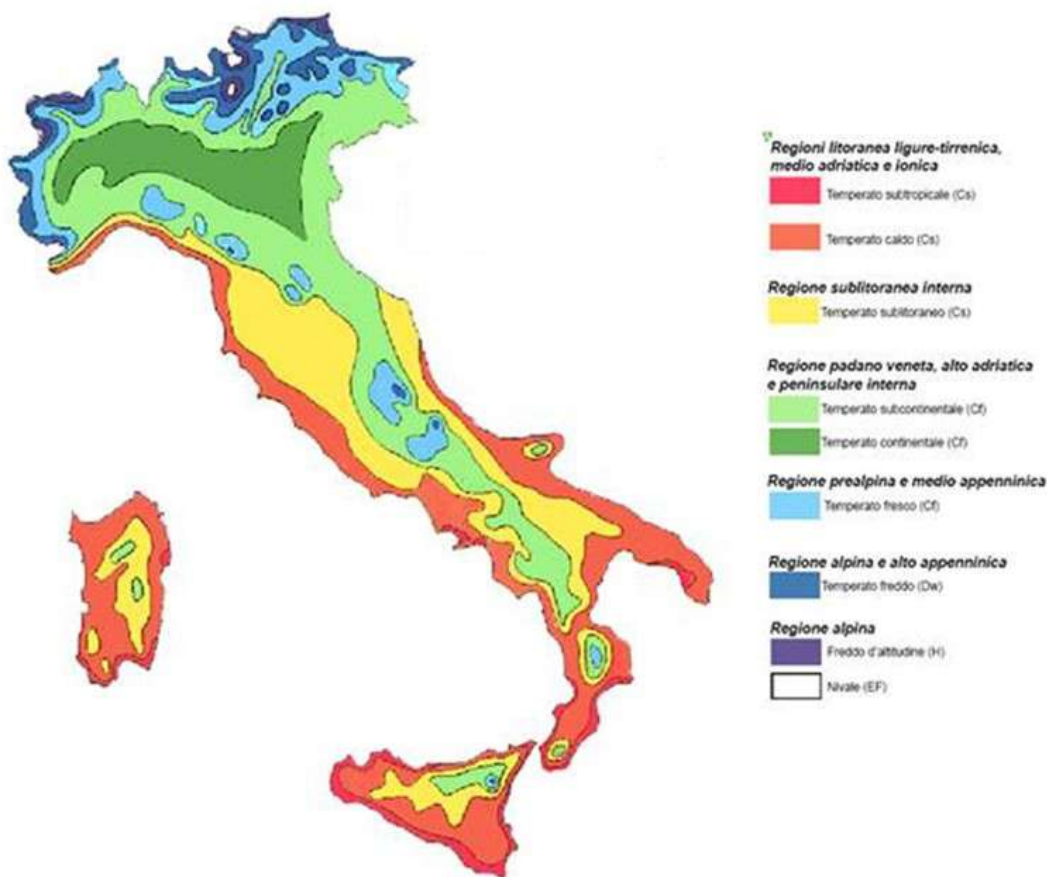 Regioni litoranea ligure-tirrenica,
medio adriatica e ionica
Temperato subtropicale (Cs)
Temperato caldo (Cs)
Regione sublitoranea interna
Temperato sublitoraneo (Cs)
Regione padano veneta, alto adriatica
e peninsulare interna
Temperato subcontinentale (Cf)
Temperato continentale (Cf)
Regione prealpina e medio appenninica
Temperato fresco (Cf)
Regione alpina e alto appenninica
Temperato freddo (Dw)
Regione alpina
Freddo d'altitudine (H)
Nivale (EF)